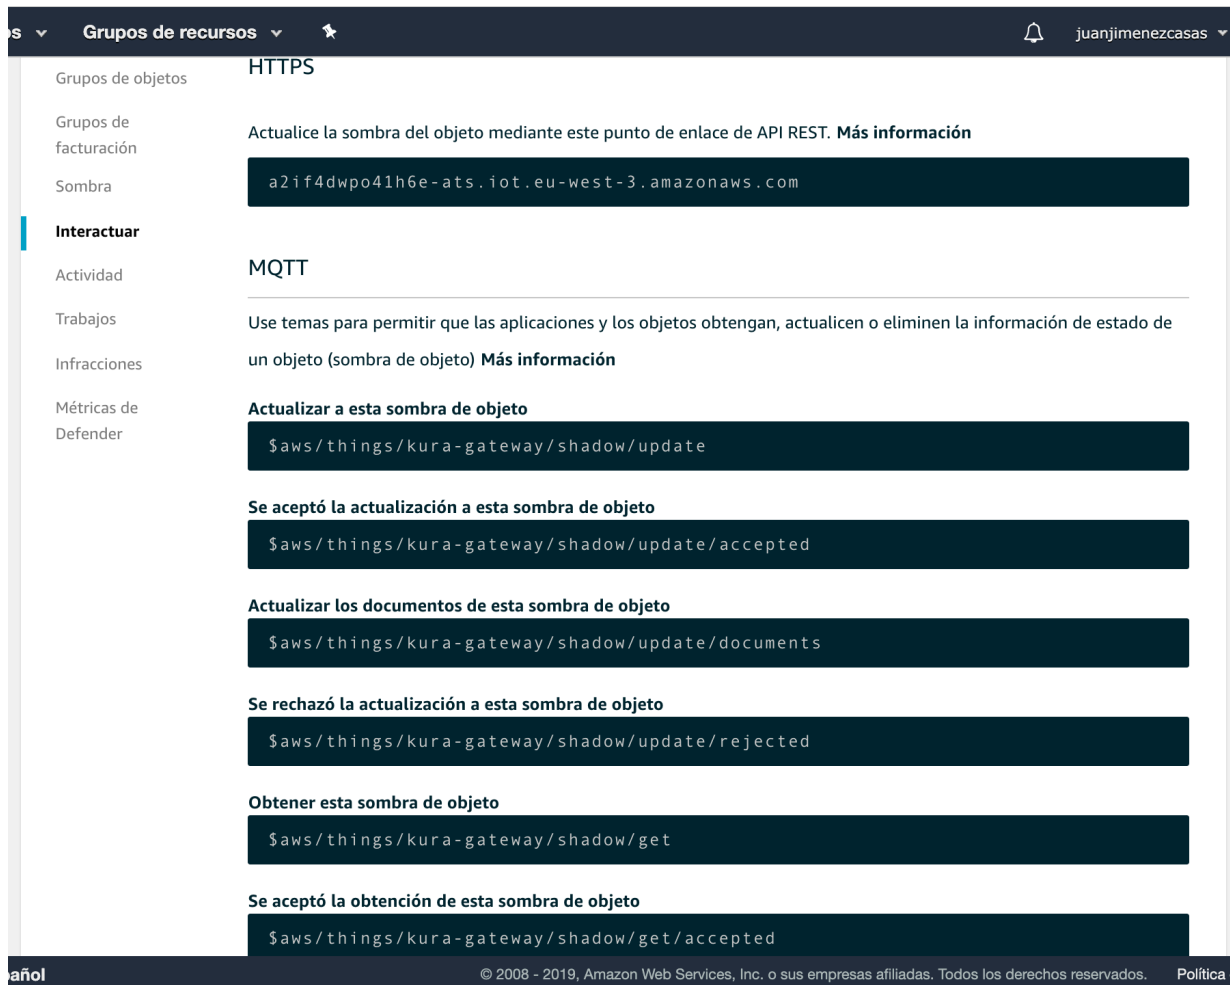 Grupos de recursos
juanjimenezcasas
Grupos de objetos
Grupos de
facturación
Sombra
Interactuar
Actividad
Trabajos
Infracciones
Métricas de
Defender
HTTPS
Actualice la sombra del objeto mediante este punto de enlace de API REST. Más información
a2if4dwpo41h6e-ats.iot.eu-west-3.amazonaws.com
MQTT
Use temas para permitir que las aplicaciones y los objetos obtengan, actualicen o eliminen la información de estado de
un objeto (sombra de objeto) Más información
Actualizar a esta sombra de objeto
$aws/things/kura-gateway/shadow/update
Se aceptó la actualización a esta sombra de objeto
$aws/things/kura-gateway/shadow/update/accepted
Actualizar los documentos de esta sombra de objeto
$aws/things/kura-gateway/shadow/update/documents
Se rechazó la actualización a esta sombra de objeto
$aws/things/kura-gateway/shadow/update/rejected
Obtener esta sombra de objeto
$aws/things/kura-gateway/shadow/get
Se aceptó la obtención de esta sombra de objeto
$aws/things/kura-gateway/shadow/get/accepted
© 2008 - 2019, Amazon Web Services, Inc. o sus empresas afiliadas. Todos los derechos reservados.
Política